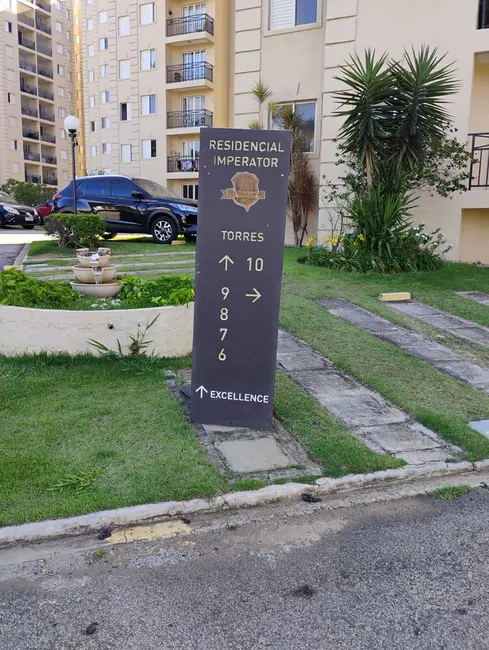 RESIDENCIAL
IMPERATOR
TORRES
↑ 10
9 →
8
7
6
↑ EXCELLENCE